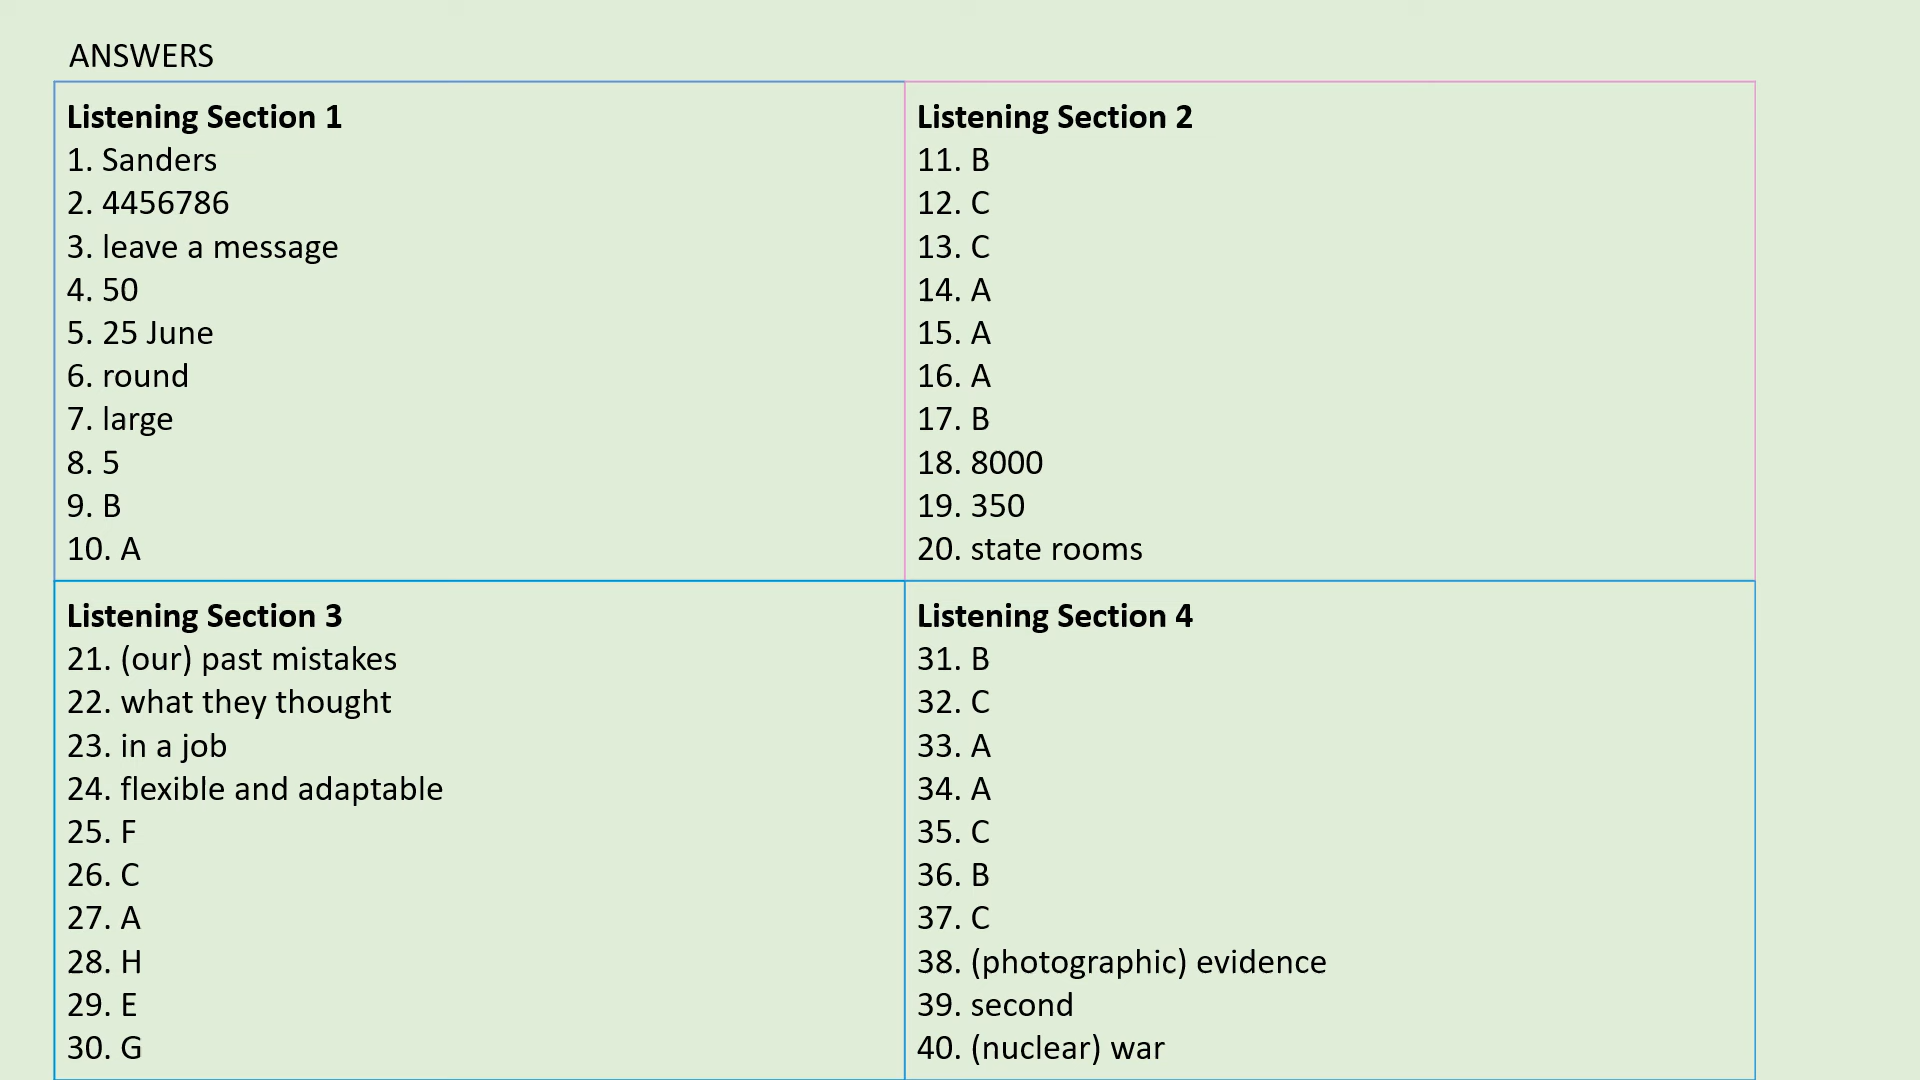 ANSWERS
Listening Section 1
1. Sanders
2. 4456786
3. leave a message
4. 50
5. 25 June
6. round
7. large
8. 5
9. B
10. A
Listening Section 2
11. B
12. C
13. C
14. A
15. A
16. A
17. B
18. 8000
19. 350
20. state rooms
Listening Section 3
21. (our) past mistakes
22. what they thought
23. in a job
24. flexible and adaptable
25. F
26. C
27. A
28. H
29. E
30. G
Listening Section 4
31. B
32. C
33. A
34. A
35. C
36. B
37. C
38. (photographic) evidence
39. second
40. (nuclear) war